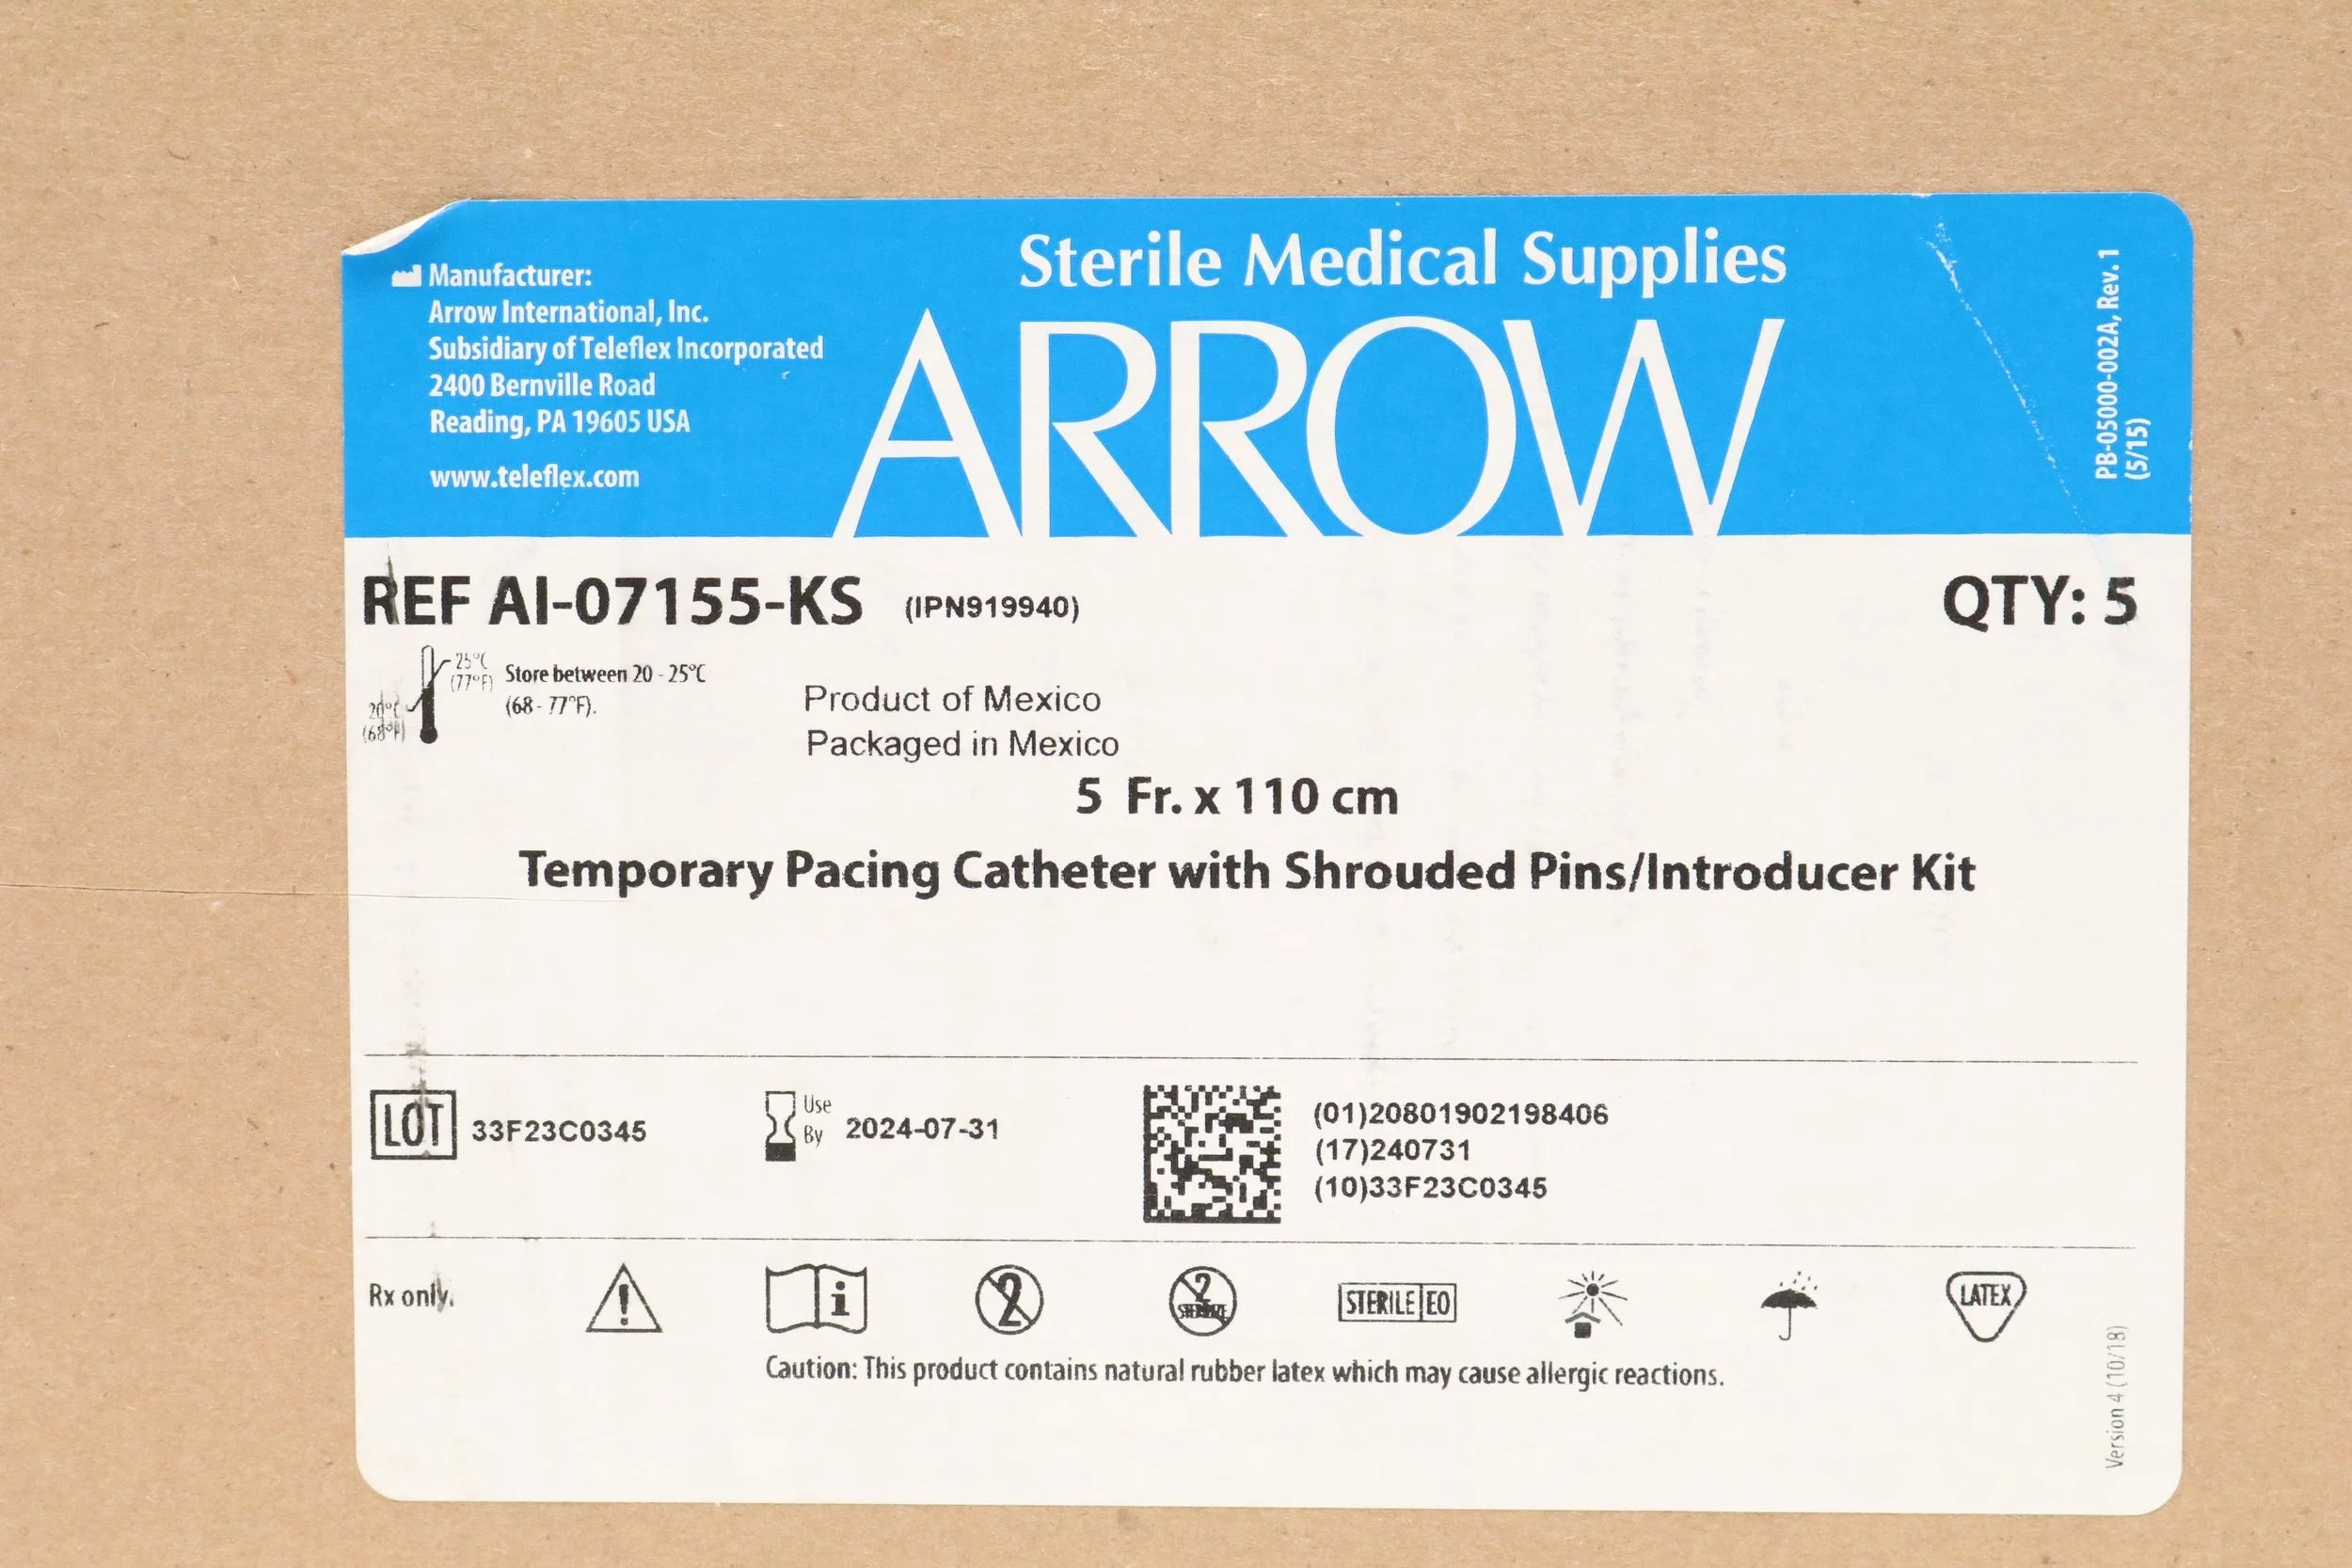 Manufacturer:
Arrow International, Inc.
Subsidiary of Teleflex Incorporated
2400 Bernville Road
Reading, PA 19605 USA
www.teleflex.com
Sterile Medical Supplies
ARROW
PB-05000-002A, Rev. 1
(5/15)
REF AI-07155-KS (IPN919940)
QTY: 5
25°C
(77°F)
20°C
(68°F)
Store between 20 - 25°C
(68 - 77°F).
Product of Mexico
Packaged in Mexico
5 Fr. x 110 cm
Temporary Pacing Catheter with Shrouded Pins/Introducer Kit
LOT 33F23C0345
Use
By
2024-07-31
(01)20801902198406
(17)240731
(10)33F23C0345
Rx only.
! i 2 2 STERILIZE STERILE EO LATEX
Caution: This product contains natural rubber latex which may cause allergic reactions.
Version 4 (10/18)